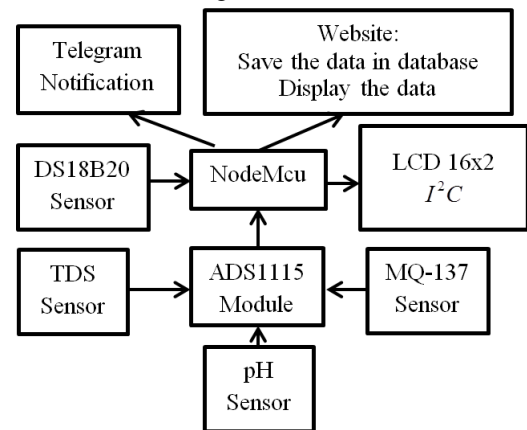 Telegram
Notification
Website:
Save the data in database
Display the data
DS18B20
Sensor
NodeMcu
LCD 16x2
I²C
TDS
Sensor
ADS1115
Module
MQ-137
Sensor
pH
Sensor